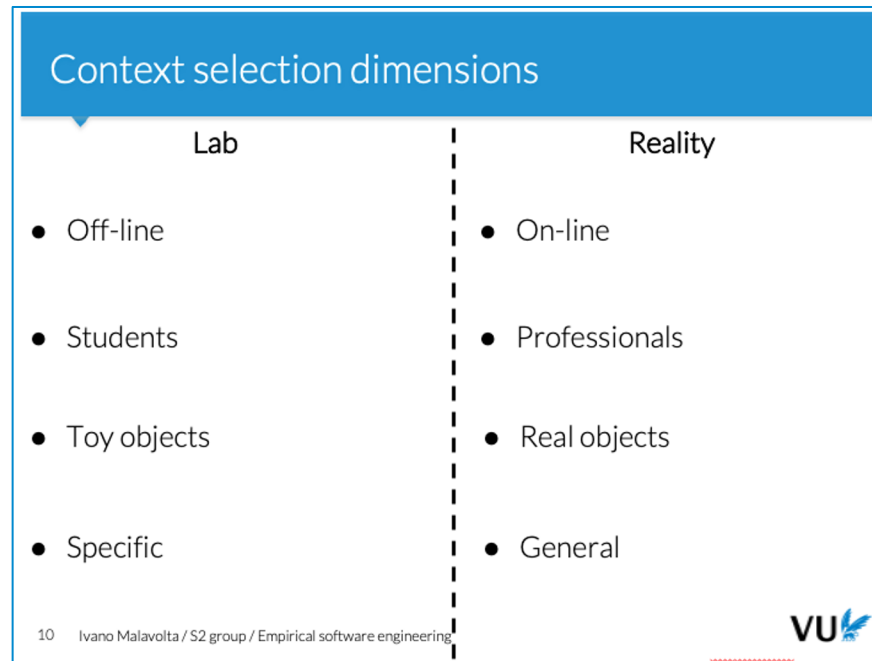 Context selection dimensions
Lab
● Off-line
● Students
● Toy objects
● Specific
Reality
● On-line
● Professionals
● Real objects
● General
10 Ivano Malavolta / S2 group / Empirical software engineering
VU